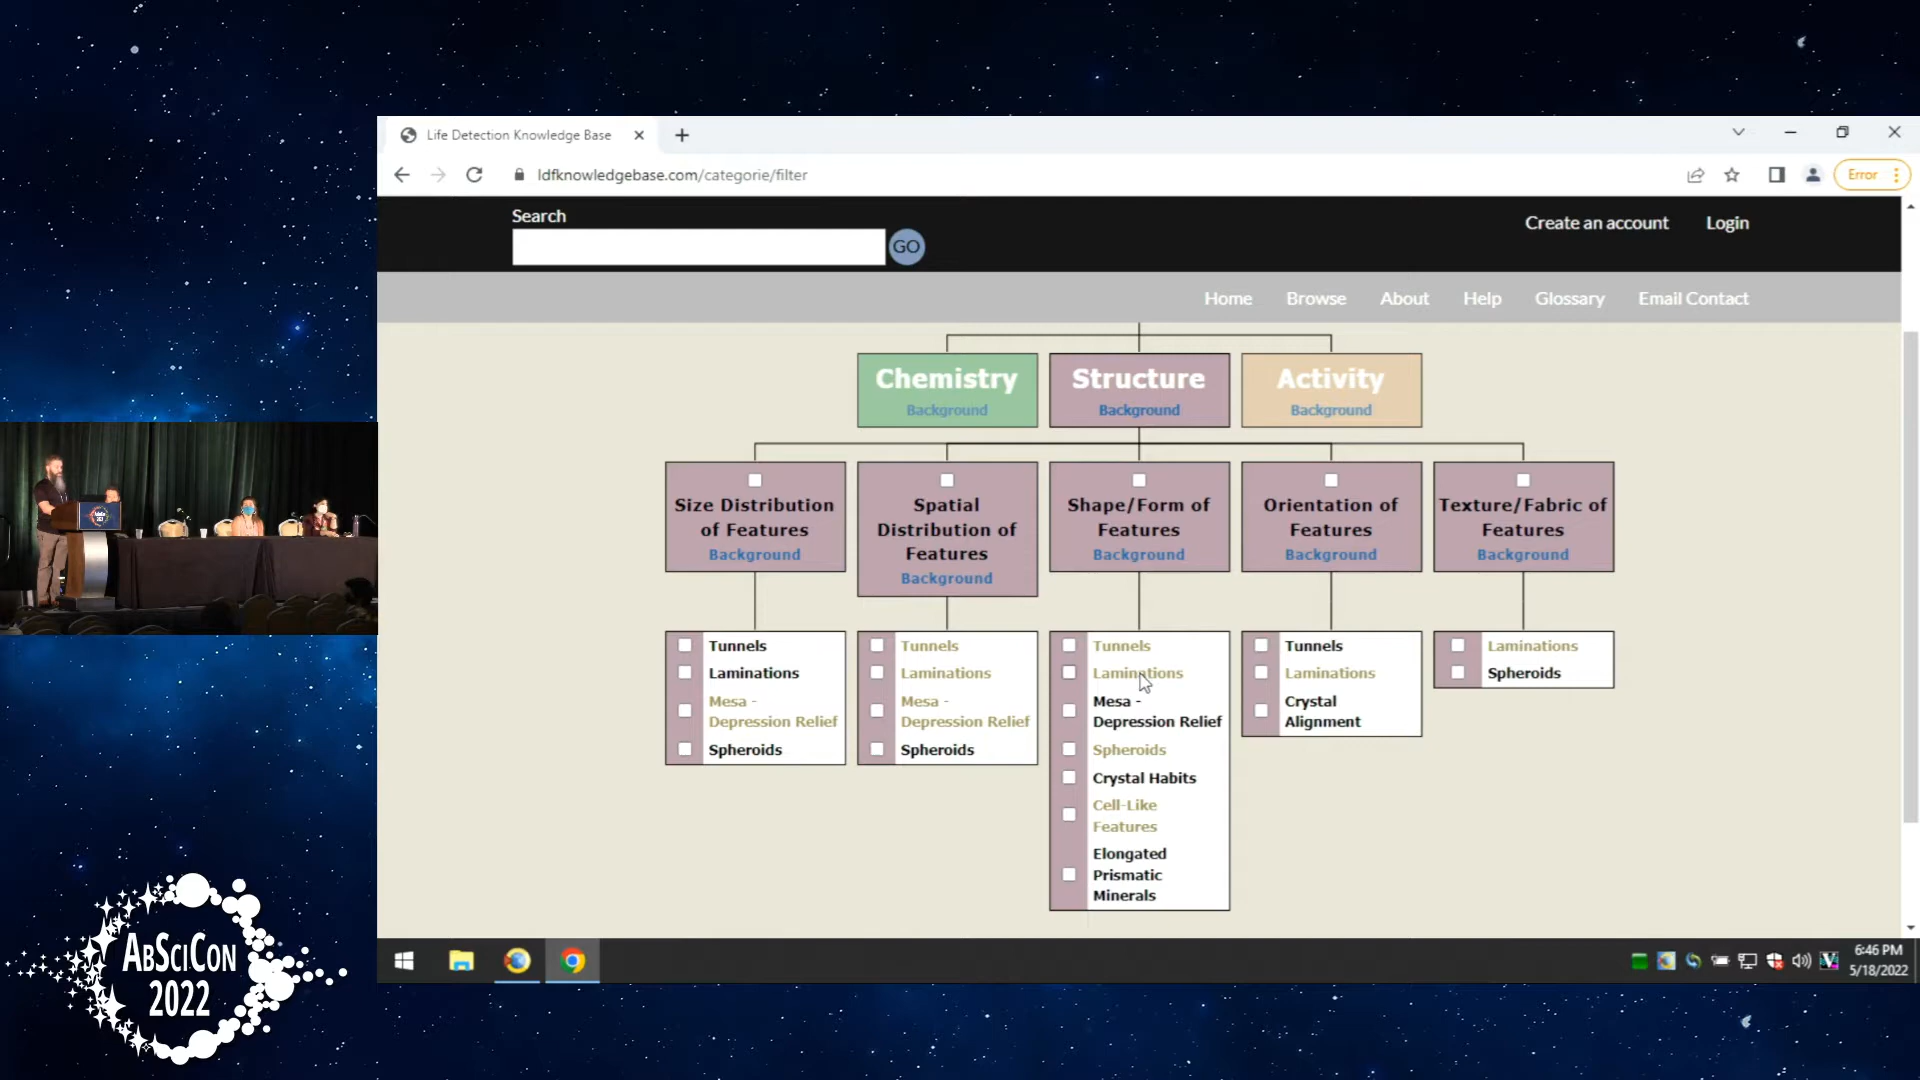 Life Detection Knowledge Base
ldfknowledgebase.com/categorie/filter
Error
Search
GO
Create an account
Login
Home
Browse
About
Help
Glossary
Email Contact
Chemistry
Background
Structure
Background
Activity
Background
Size Distribution
of Features
Background
Spatial
Distribution of
Features
Background
Shape/Form of
Features
Background
Orientation of
Features
Background
Texture/Fabric of
Features
Background
Tunnels
Laminations
Mesa -
Depression Relief
Spheroids
Tunnels
Laminations
Mesa -
Depression Relief
Spheroids
Tunnels
Laminations
Mesa -
Depression Relief
Spheroids
Crystal Habits
Cell-Like
Features
Elongated
Prismatic
Minerals
Tunnels
Laminations
Crystal
Alignment
Laminations
Spheroids
6:46 PM
5/18/2022
AbSciCon
2022